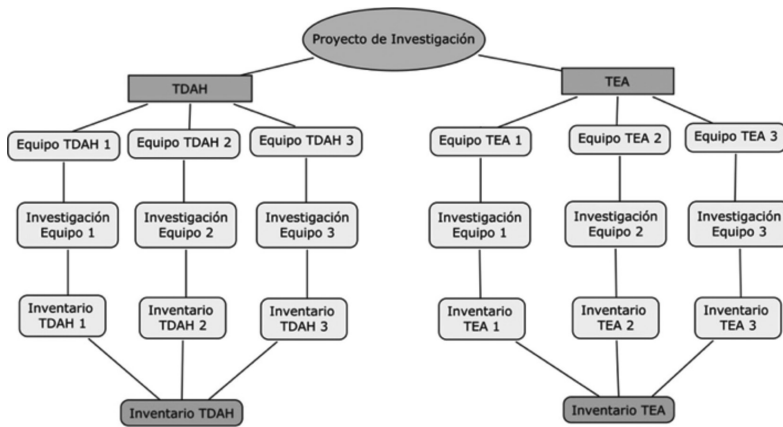 Proyecto de Investigación
TDAH
TEA
Equipo TDAH 1
Equipo TDAH 2
Equipo TDAH 3
Equipo TEA 1
Equipo TEA 2
Equipo TEA 3
Investigación
Equipo 1
Investigación
Equipo 2
Investigación
Equipo 3
Investigación
Equipo 1
Investigación
Equipo 2
Investigación
Equipo 3
Inventario
TDAH 1
Inventario
TDAH 2
Inventario
TDAH 3
Inventario
TEA 1
Inventario
TEA 2
Inventario
TEA 3
Inventario TDAH
Inventario TEA